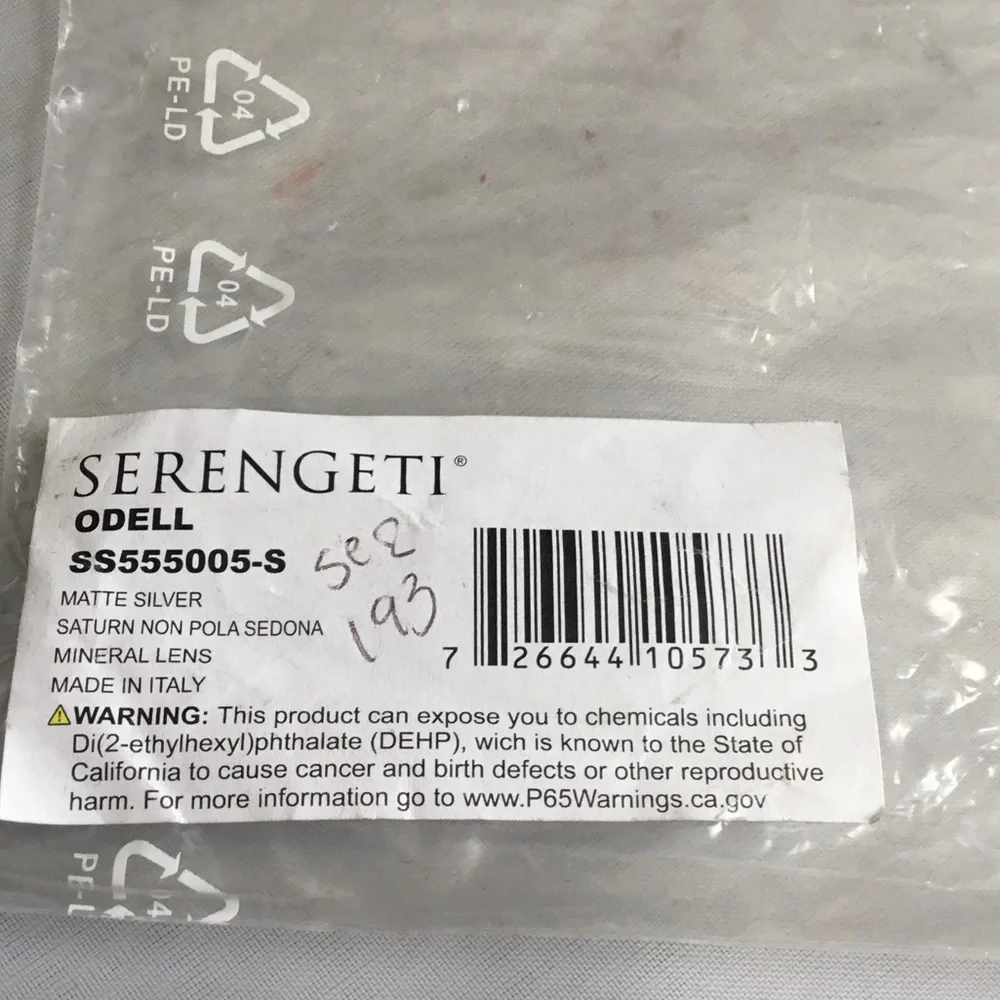 04
PE-LD
04
PE-LD
SERENGETI®
ODELL
SS555005-S
se2
193
MATTE SILVER
SATURN NON POLA SEDONA
MINERAL LENS
MADE IN ITALY
7 26644 10573 3
⚠WARNING: This product can expose you to chemicals including
Di(2-ethylhexyl)phthalate (DEHP), wich is known to the State of
California to cause cancer and birth defects or other reproductive
harm. For more information go to www.P65Warnings.ca.gov